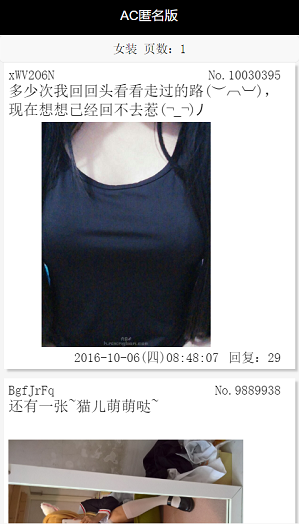 AC匿名版
女装 页数：1
xWV206N No.10030395
多少次我回回头看看走过的路(︶︹︺)，
现在想想已经回不去惹(¬_¬)ﾉ
2016-10-06(四)08:48:07 回复：29
BgfJrFq No.9889938
还有一张~猫儿萌萌哒~